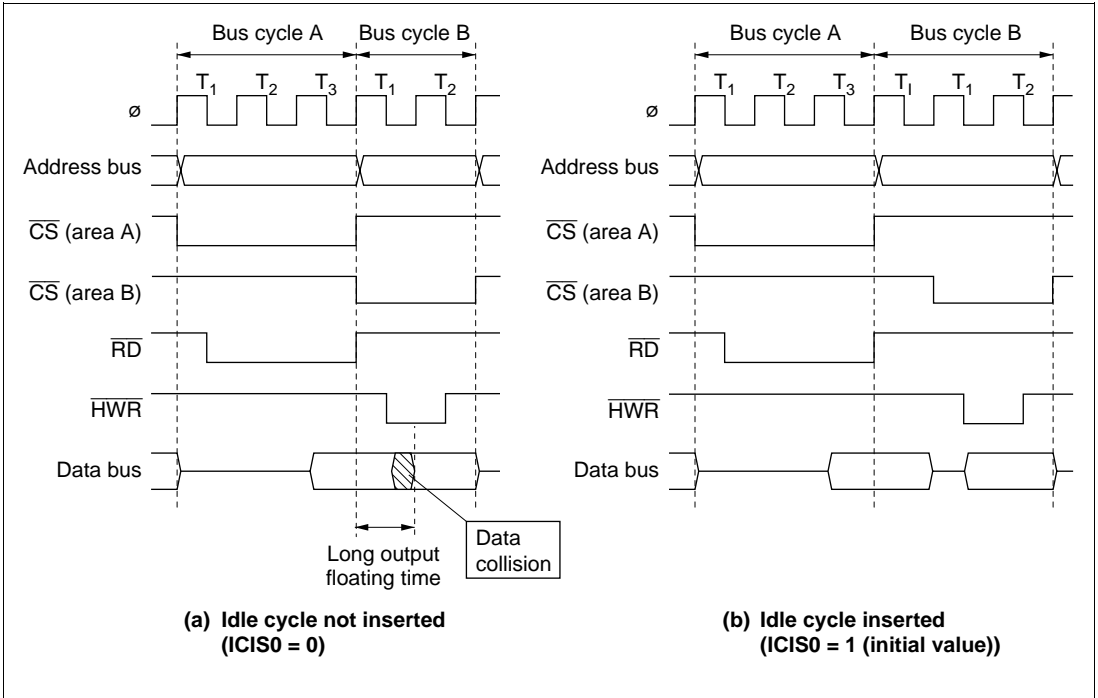 Bus cycle A Bus cycle B
T1 T2 T3 T1 T2
ø
Address bus
CS (area A)
CS (area B)
RD
HWR
Data bus
Long output
floating time
Data
collision
(a) Idle cycle not inserted
(ICIS0 = 0)
Bus cycle A Bus cycle B
T1 T2 T3 TI T1 T2
ø
Address bus
CS (area A)
CS (area B)
RD
HWR
Data bus
(b) Idle cycle inserted
(ICIS0 = 1 (initial value))